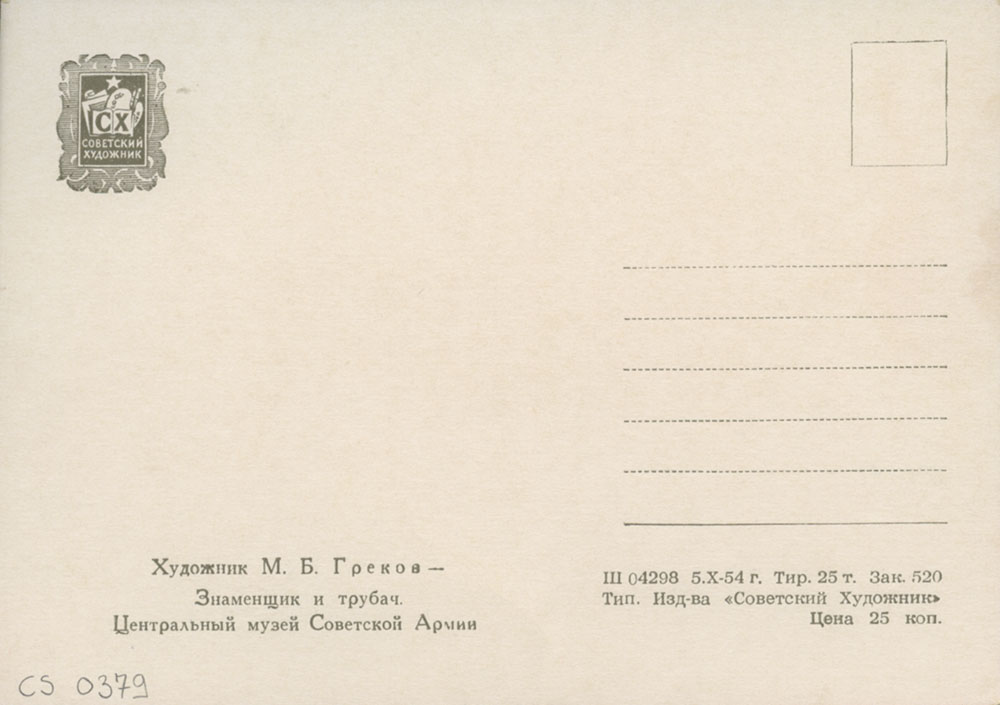 СХ
СОВЕТСКИЙ
ХУДОЖНИК
Художник М. Б. Греков —
Знаменщик и трубач.
Центральный музей Советской Армии
Ш 04298 5.X-54 г. Тир. 25 т. Зак. 520
Тип. Изд-ва «Советский Художник»
Цена 25 коп.
CS 0379